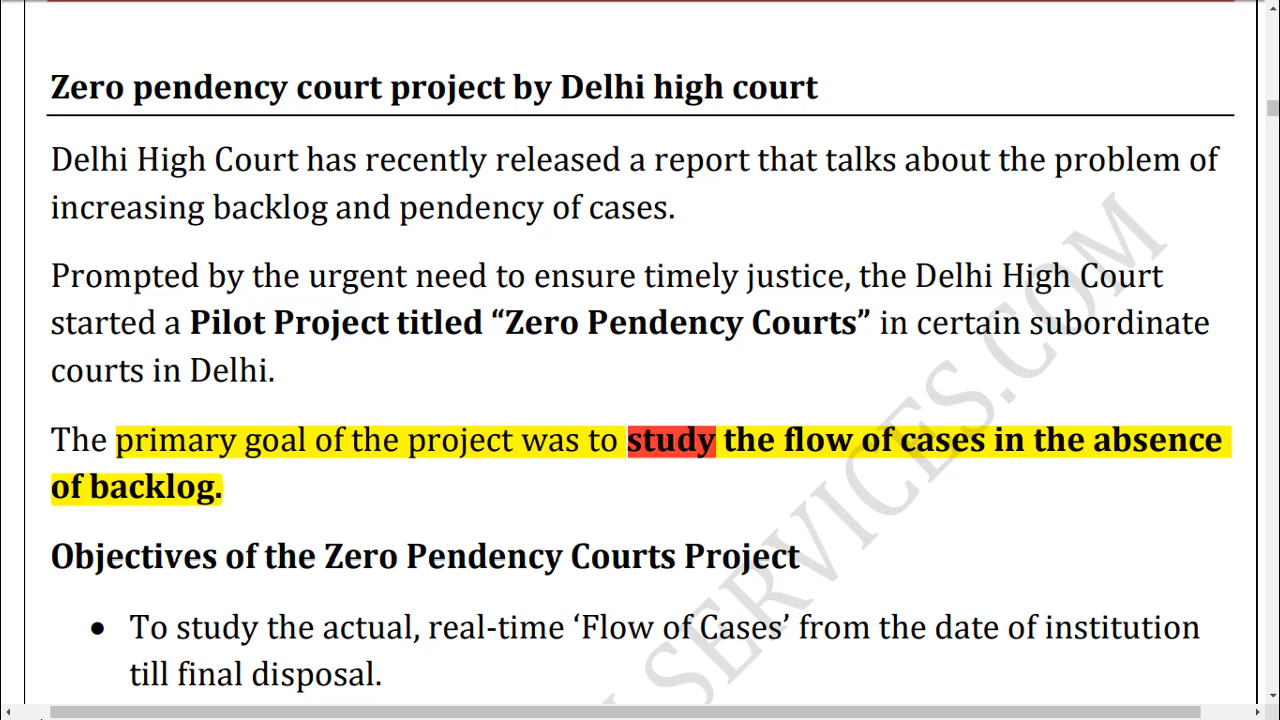 Zero pendency court project by Delhi high court
Delhi High Court has recently released a report that talks about the problem of
increasing backlog and pendency of cases.
Prompted by the urgent need to ensure timely justice, the Delhi High Court
started a Pilot Project titled “Zero Pendency Courts” in certain subordinate
courts in Delhi.
The primary goal of the project was to study the flow of cases in the absence
of backlog.
Objectives of the Zero Pendency Courts Project
• To study the actual, real-time ‘Flow of Cases’ from the date of institution
till final disposal.
SERVICES.COM